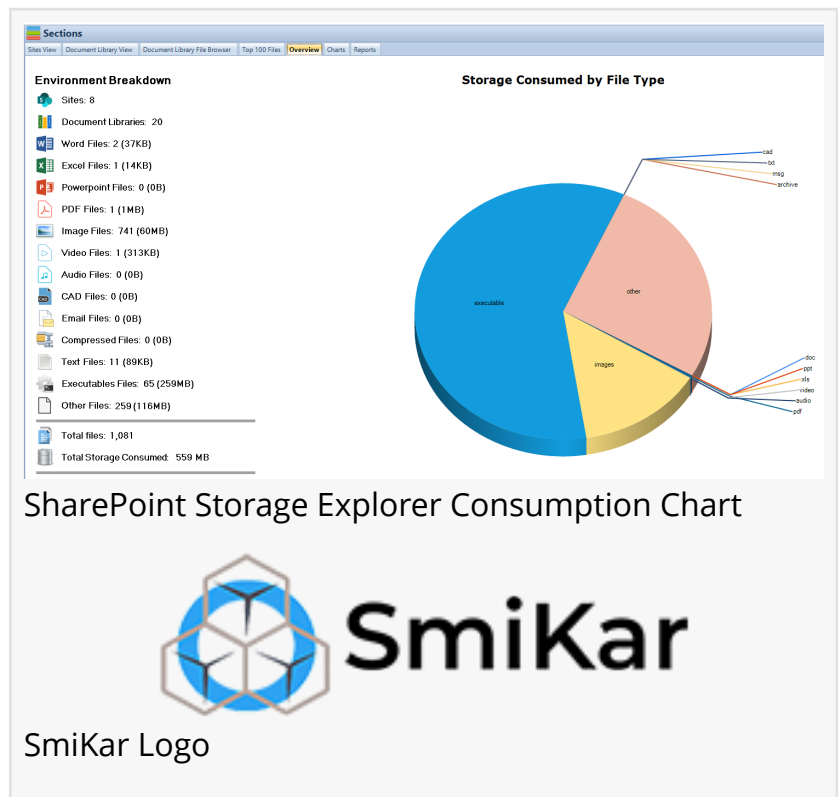 Sections
Sites View Document Library View Document Library File Browser Top 100 Files Overview Charts Reports
Environment Breakdown
Sites: 8
Document Libraries: 20
Word Files: 2 (37KB)
Excel Files: 1 (14KB)
Powerpoint Files: 0 (0B)
PDF Files: 1 (1MB)
Image Files: 741 (60MB)
Video Files: 1 (313KB)
Audio Files: 0 (0B)
CAD Files: 0 (0B)
Email Files: 0 (0B)
Compressed Files: 0 (0B)
Text Files: 11 (89KB)
Executables Files: 65 (259MB)
Other Files: 259 (116MB)
Total files: 1,081
Total Storage Consumed: 559 MB
Storage Consumed by File Type
cad
txt
msg
archive
other
executable
images
doc
ppt
xls
video
audio
pdf
SharePoint Storage Explorer Consumption Chart
SmiKar
SmiKar Logo